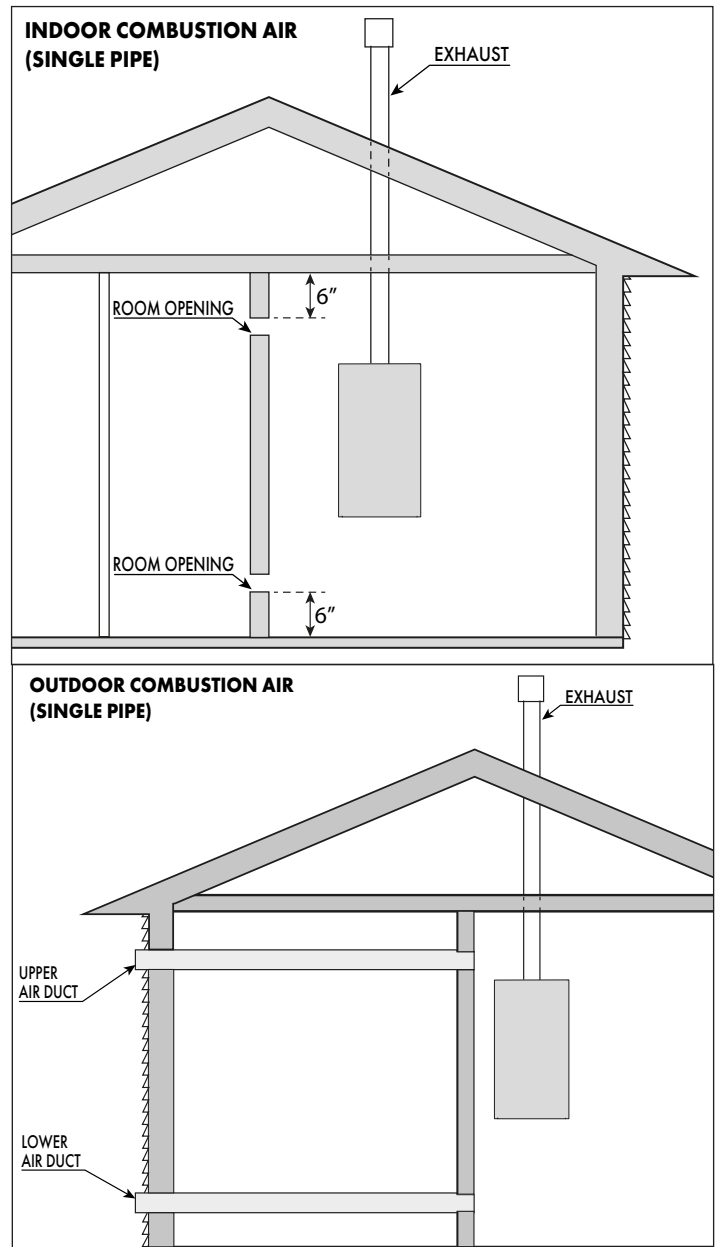 INDOOR COMBUSTION AIR
(SINGLE PIPE)
EXHAUST
6”
ROOM OPENING
ROOM OPENING
6”
OUTDOOR COMBUSTION AIR
(SINGLE PIPE)
EXHAUST
UPPER
AIR DUCT
LOWER
AIR DUCT